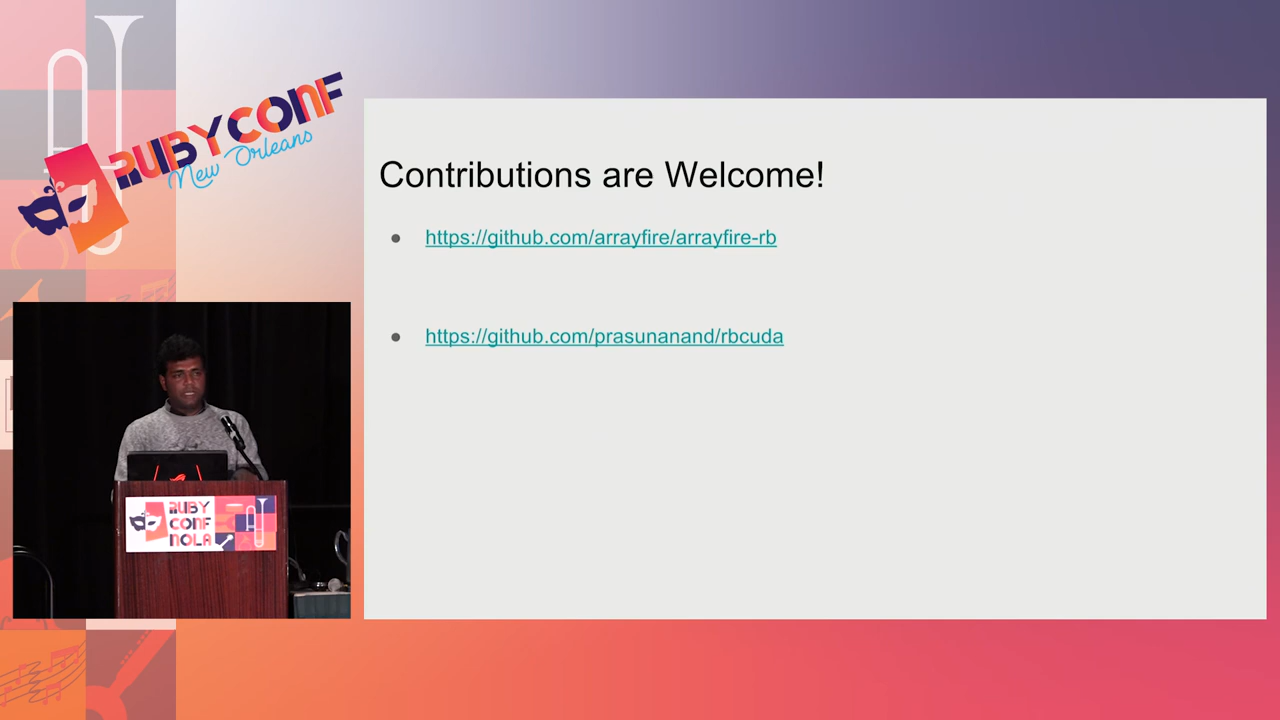 RUBYCONF
New Orleans
Contributions are Welcome!
https://github.com/arrayfire/arrayfire-rb
https://github.com/prasunanand/rbcuda
RUBY
CONF
NOLA